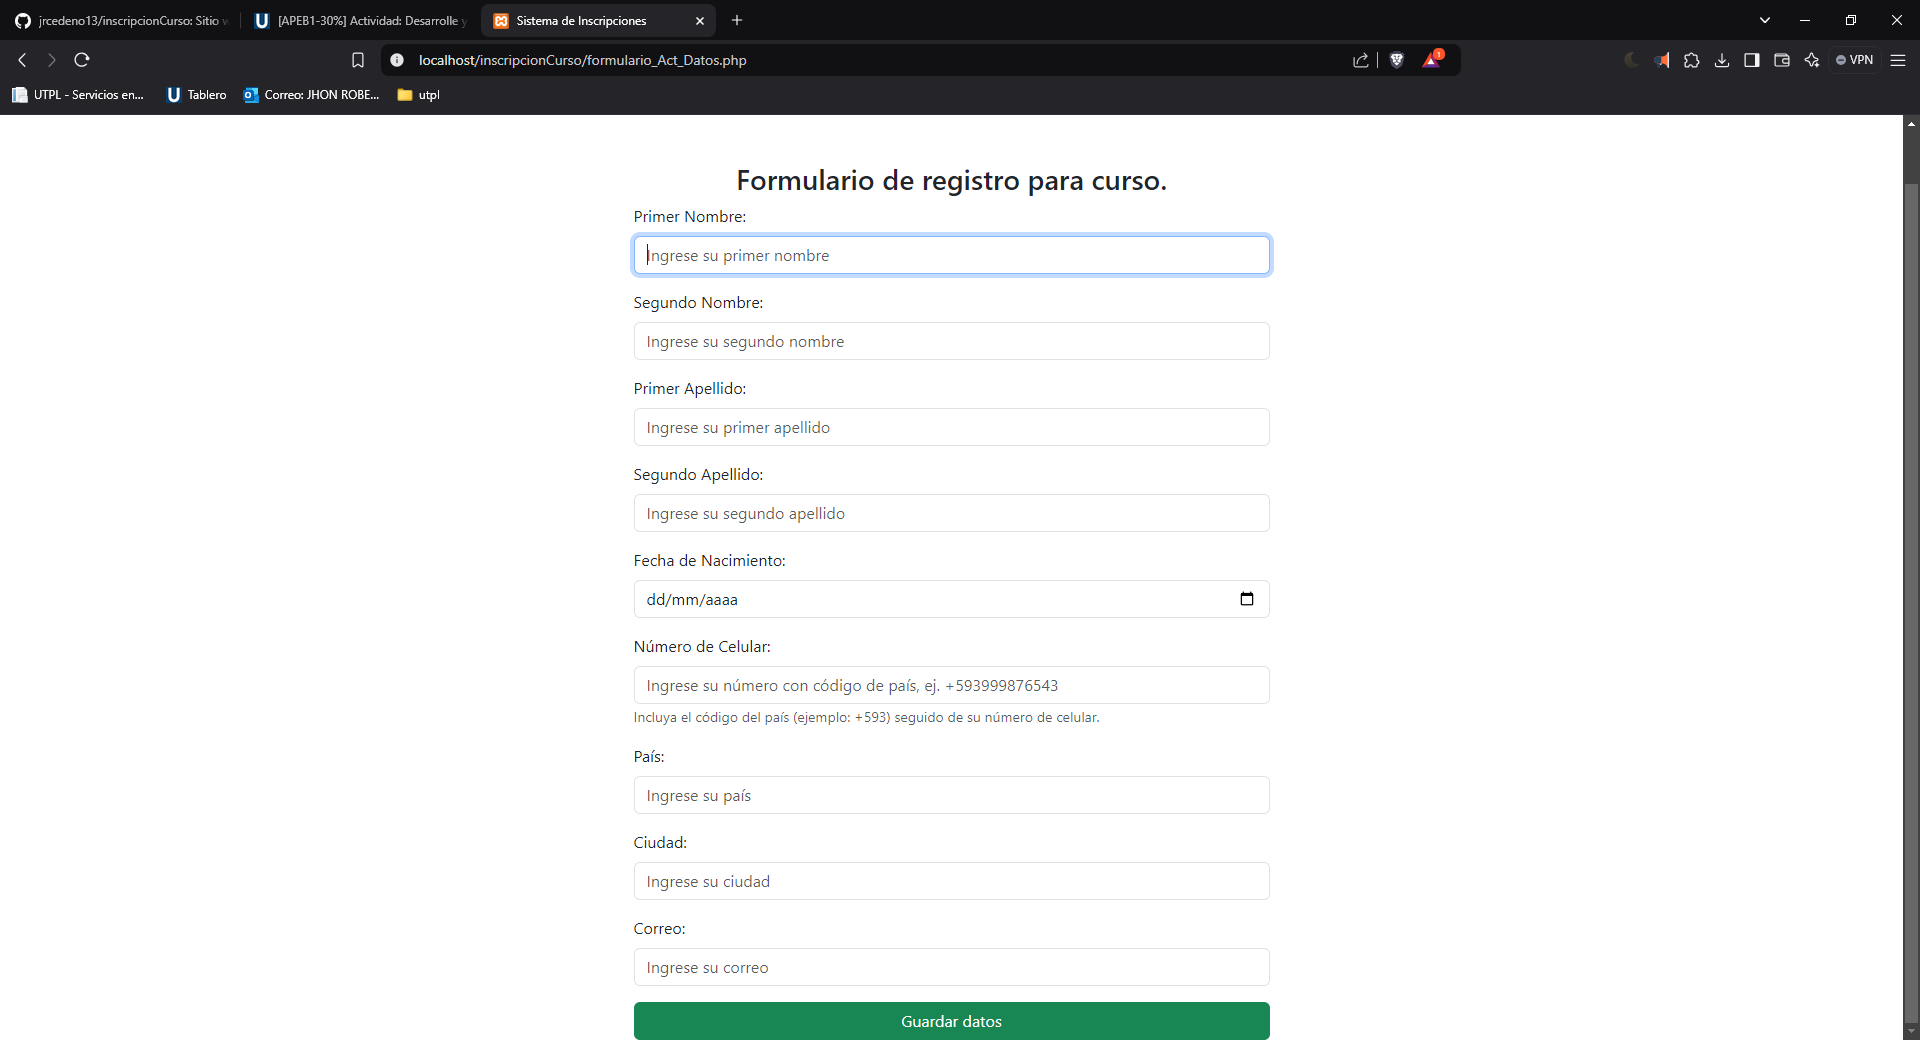 jrcedeno13/inscripcionCurso: Sitio w
[APEB1-30%] Actividad: Desarrolle y
Sistema de Inscripciones
localhost/inscripcionCurso/formulario_Act_Datos.php
1
VPN
UTPL - Servicios en...
Tablero
Correo: JHON ROBE...
utpl
Formulario de registro para curso.
Primer Nombre:
Ingrese su primer nombre
Segundo Nombre:
Ingrese su segundo nombre
Primer Apellido:
Ingrese su primer apellido
Segundo Apellido:
Ingrese su segundo apellido
Fecha de Nacimiento:
dd/mm/aaaa
Número de Celular:
Ingrese su número con código de país, ej. +593999876543
Incluya el código del país (ejemplo: +593) seguido de su número de celular.
País:
Ingrese su país
Ciudad:
Ingrese su ciudad
Correo:
Ingrese su correo
Guardar datos